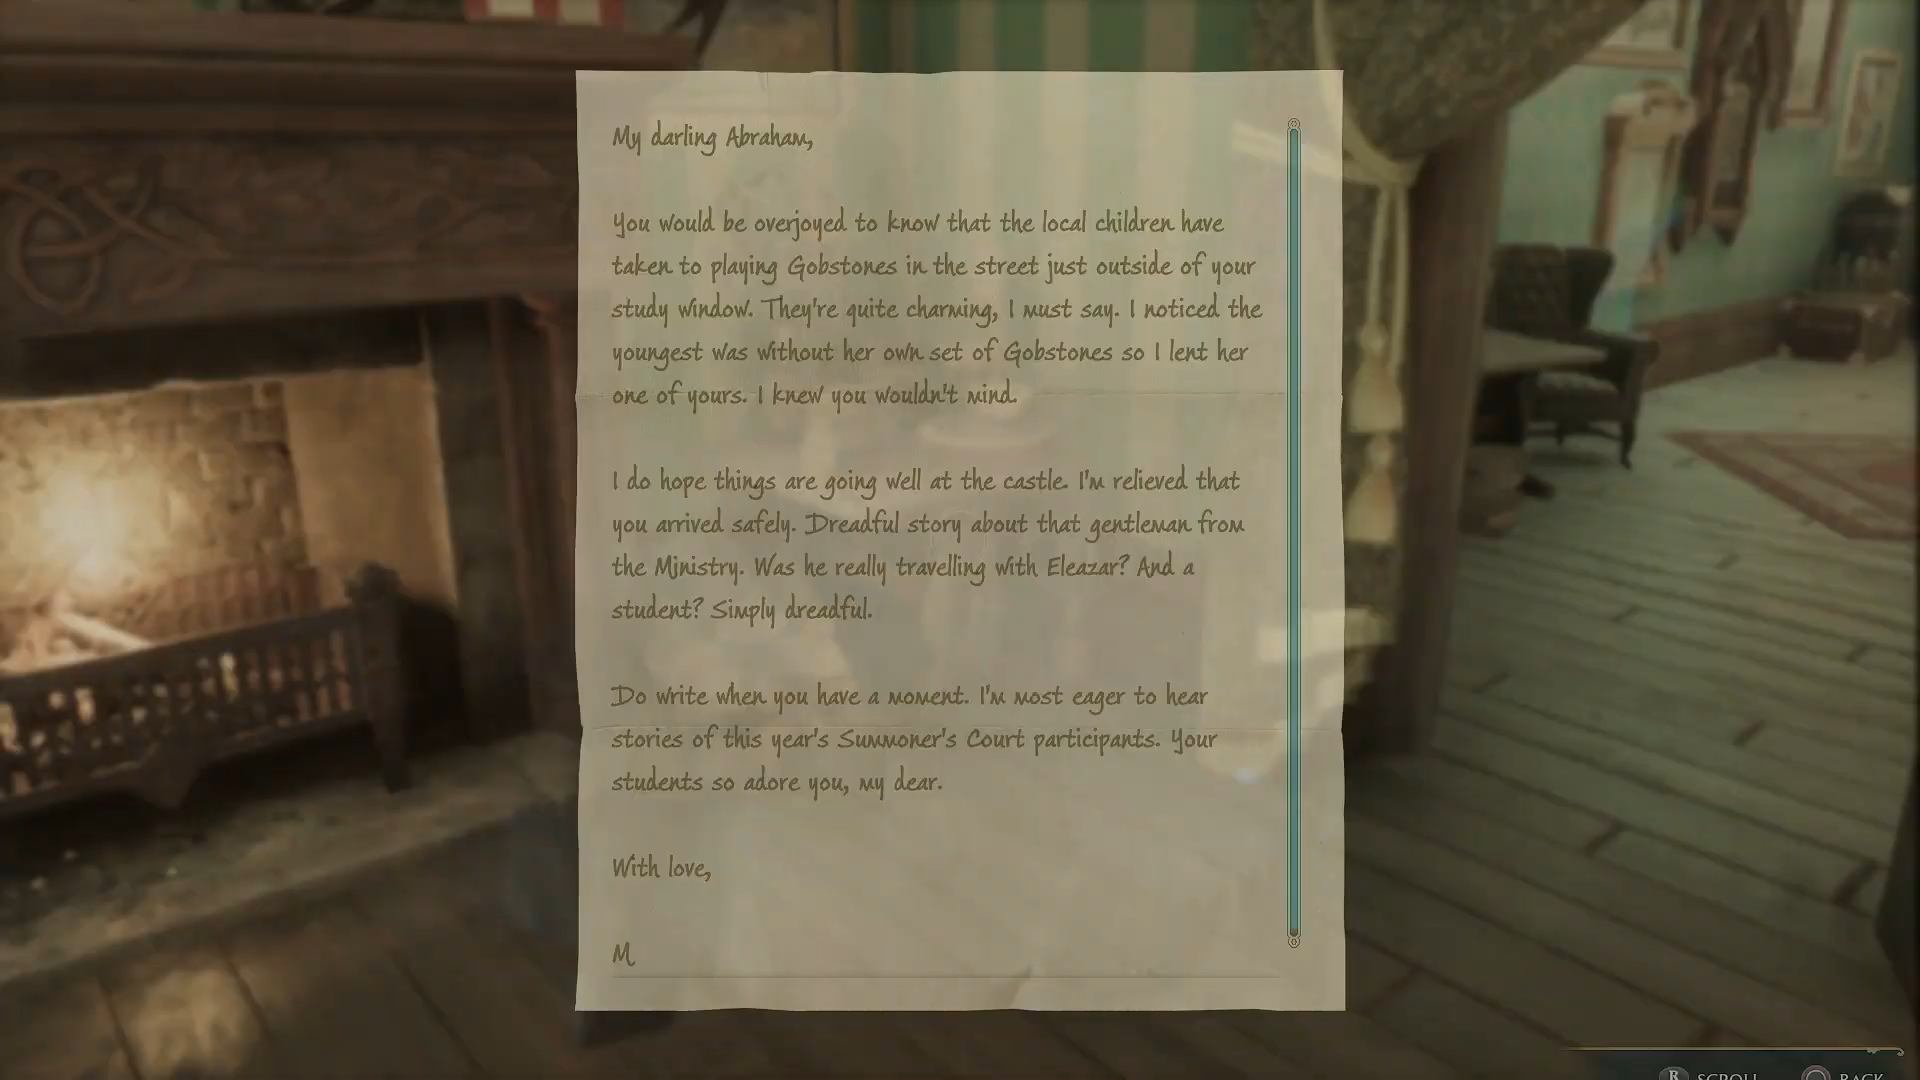 My darling Abraham,
You would be overjoyed to know that the local children have
taken to playing Gobstones in the street just outside of your
study window. They're quite charming, I must say. I noticed the
youngest was without her own set of Gobstones so I lent her
one of yours. I knew you wouldn't mind.
I do hope things are going well at the castle. I'm relieved that
you arrived safely. Dreadful story about that gentleman from
the Ministry. Was he really travelling with Eleazar? And a
student? Simply dreadful.
Do write when you have a moment. I'm most eager to hear
stories of this year's Summoner's Court participants. Your
students so adore you, my dear.
With love,
M
R SCROLL BACK